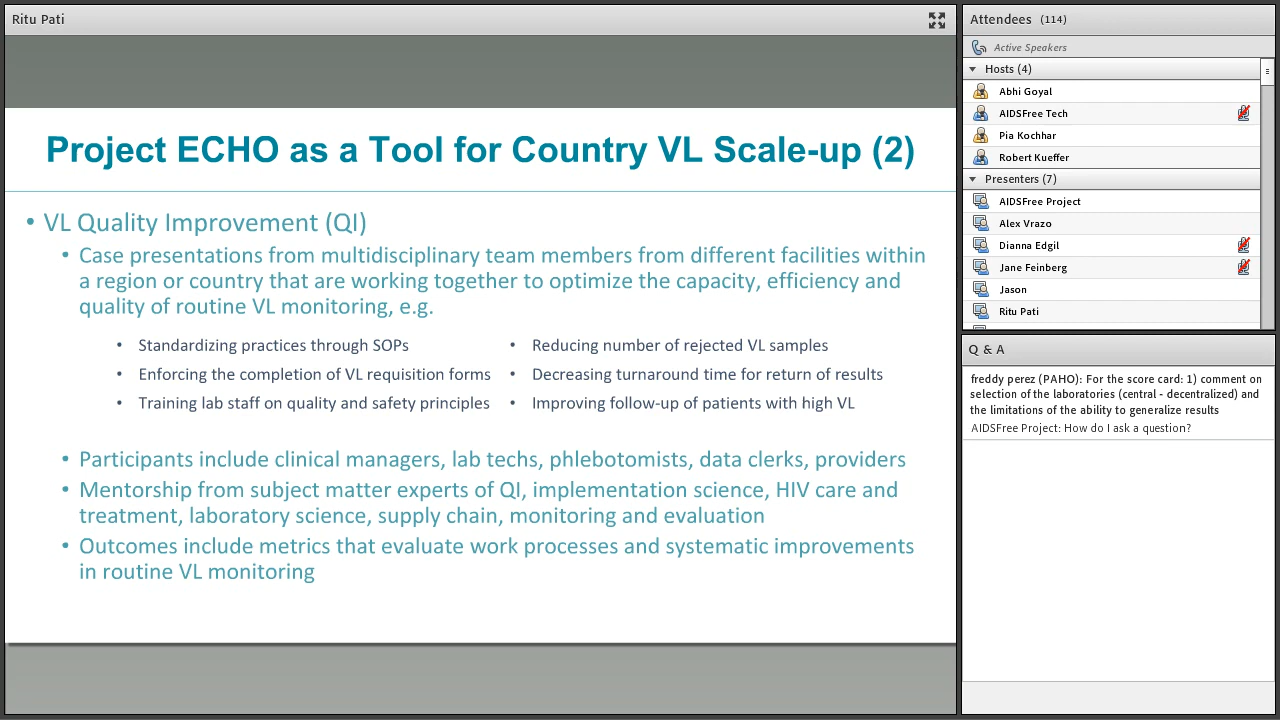 Ritu Pati
Project ECHO as a Tool for Country VL Scale-up (2)
• VL Quality Improvement (QI)
• Case presentations from multidisciplinary team members from different facilities within
a region or country that are working together to optimize the capacity, efficiency and
quality of routine VL monitoring, e.g.
• Standardizing practices through SOPs
• Enforcing the completion of VL requisition forms
• Training lab staff on quality and safety principles
• Reducing number of rejected VL samples
• Decreasing turnaround time for return of results
• Improving follow-up of patients with high VL
• Participants include clinical managers, lab techs, phlebotomists, data clerks, providers
• Mentorship from subject matter experts of QI, implementation science, HIV care and
treatment, laboratory science, supply chain, monitoring and evaluation
• Outcomes include metrics that evaluate work processes and systematic improvements
in routine VL monitoring
Attendees (114)
Active Speakers
Hosts (4)
Abhi Goyal
AIDSFree Tech
Pia Kochhar
Robert Kueffer
Presenters (7)
AIDSFree Project
Alex Vrazo
Dianna Edgil
Jane Feinberg
Jason
Ritu Pati
Q & A
freddy perez (PAHO): For the score card: 1) comment on
selection of the laboratories (central - decentralized) and
the limitations of the ability to generalize results
AIDSFree Project: How do I ask a question?